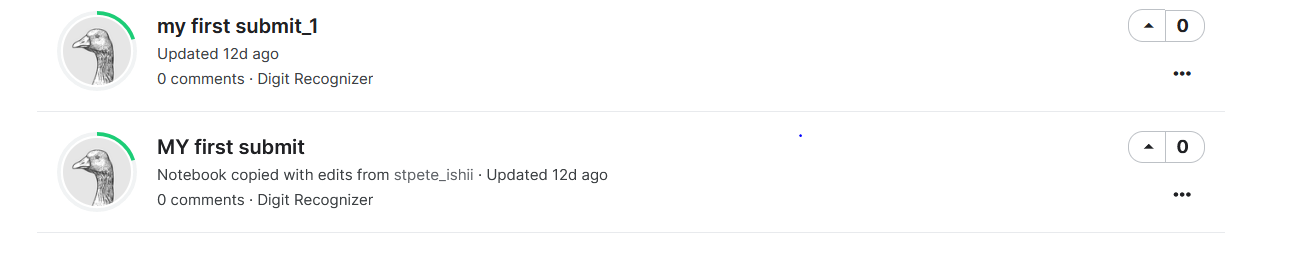 my first submit_1
0
Updated 12d ago
0 comments · Digit Recognizer
MY first submit
0
Notebook copied with edits from stpete_ishii · Updated 12d ago
0 comments · Digit Recognizer